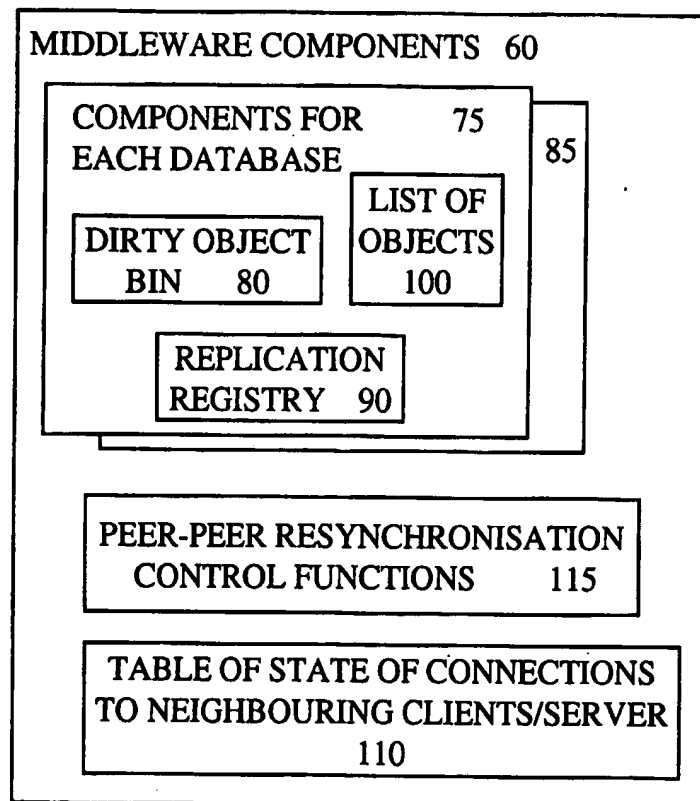 MIDDLEWARE COMPONENTS 60
COMPONENTS FOR 75
EACH DATABASE
85
LIST OF
OBJECTS
100
DIRTY OBJECT
BIN 80
REPLICATION
REGISTRY 90
PEER-PEER RESYNCHRONISATION
CONTROL FUNCTIONS 115
TABLE OF STATE OF CONNECTIONS
TO NEIGHBOURING CLIENTS/SERVER
110